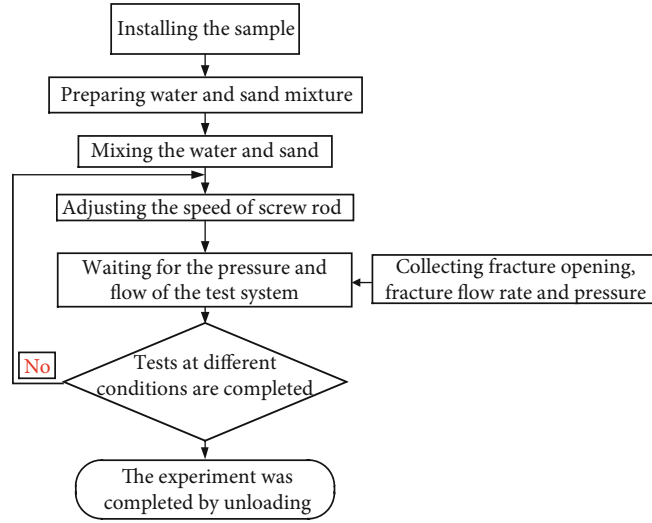 Installing the sample
Preparing water and sand mixture
Mixing the water and sand
Adjusting the speed of screw rod
Waiting for the pressure and
flow of the test system
Collecting fracture opening,
fracture flow rate and pressure
No
Tests at different
conditions are completed
The experiment was
completed by unloading